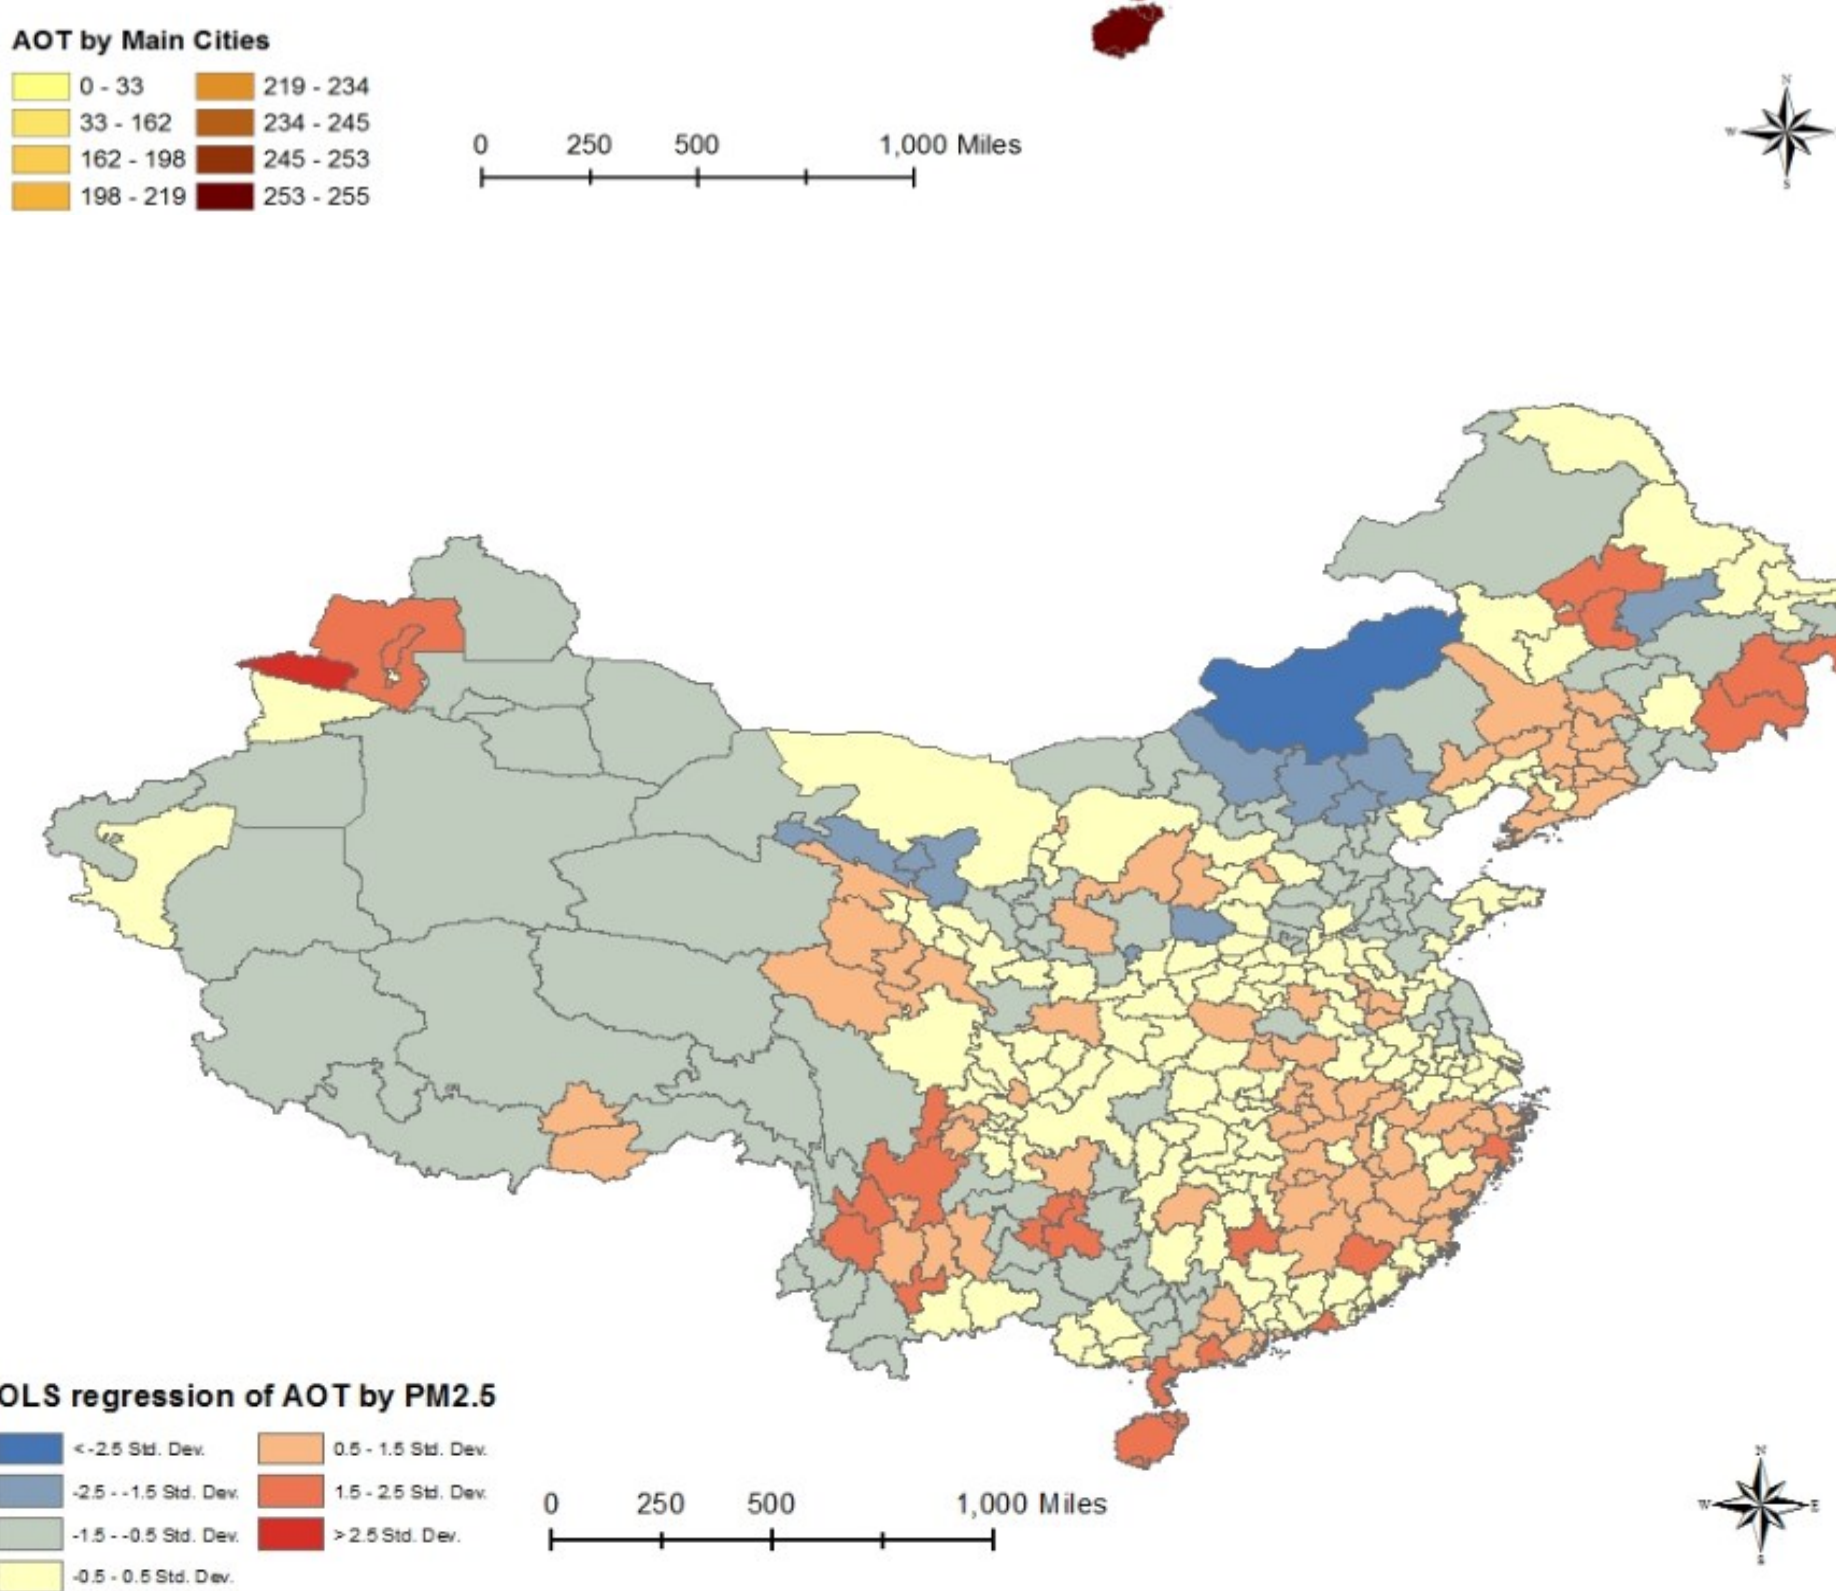 AOT by Main Cities
0 - 33 219 - 234
33 - 162 234 - 245
162 - 198 245 - 253
198 - 219 253 - 255
0 250 500 1,000 Miles
N
W
S
OLS regression of AOT by PM2.5
< -2.5 Std. Dev. 0.5 - 1.5 Std. Dev.
-2.5 - -1.5 Std. Dev. 1.5 - 2.5 Std. Dev.
-1.5 - -0.5 Std. Dev. > 2.5 Std. Dev.
-0.5 - 0.5 Std. Dev.
0 250 500 1,000 Miles
N
W E
S